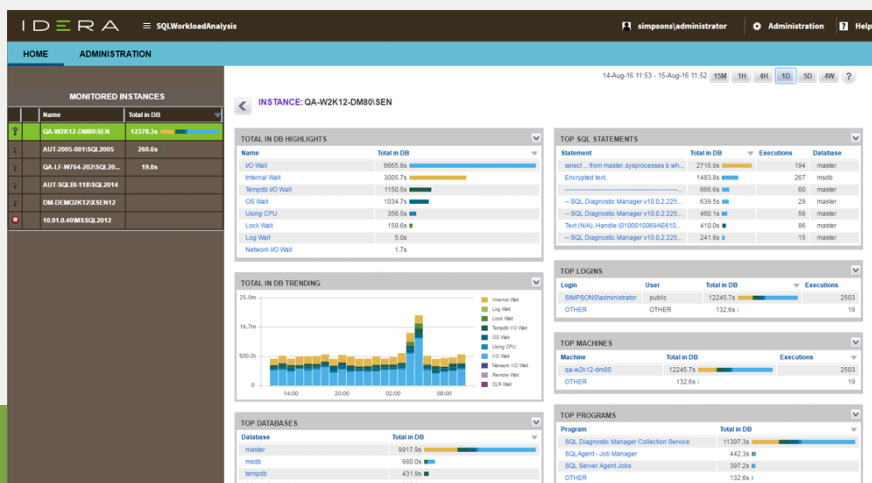 IDERA
SQLWorkloadAnalysis
simpsons\administrator
Administration
Help
HOME
ADMINISTRATION
14-Aug-16 11:53 - 15-Aug-16 11:52
15M 1H 4H 1D 5D 4W ?
MONITORED INSTANCES
Name Total in DB
QA-W2K12-DM80\SEN 12378.3s
AUT-2005-001\SQL2005 260.6s
QA-LF-W764-202\SQL20... 19.0s
AUT-SQLBI-118\SQL2014
DM-DEMO2K12\XSEN12
10.91.0.40\MSSQL2012
INSTANCE: QA-W2K12-DM80\SEN
TOTAL IN DB HIGHLIGHTS
Name Total in DB
I/O Wait 6665.8s
Internal Wait 3005.7s
Tempdb I/O Wait 1150.5s
OS Wait 1034.7s
Using CPU 356.5s
Lock Wait 156.6s
Log Wait 5.0s
Network I/O Wait 1.7s
TOTAL IN DB TRENDING
25.0m
16.7m
500.0s
0
14:00 20:00 02:00 08:00
Internal Wait
Log Wait
Lock Wait
Tempdb I/O Wait
OS Wait
Using CPU
I/O Wait
Network I/O Wait
Remote Wait
CLR Wait
TOP DATABASES
Database Total in DB
master 9917.9s
msdb 980.0s
tempdb 431.9s
TOP SQL STATEMENTS
Statement Total in DB Executions Database
select ... from master..sysprocesses b wh... 2716.9s 194 master
Encrypted text. 1483.8s 267 msdb
666.6s 60 master
-- SQL Diagnostic Manager v10.0.2.225... 639.5s 29 master
-- SQL Diagnostic Manager v10.0.2.225... 460.1s 56 master
Text (N/A), Handle (0100010069AE610... 410.0s 86 master
-- SQL Diagnostic Manager v10.0.2.225... 241.8s 15 master
TOP LOGINS
Login User Total in DB Executions
SIMPSONS\administrator public 12245.7s 2503
OTHER OTHER 132.6s 19
TOP MACHINES
Machine Total in DB Executions
qa-w2k12-dm80 12245.7s 2503
OTHER 132.6s 19
TOP PROGRAMS
Program Total in DB
SQL Diagnostic Manager Collection Service 11397.3s
SQLAgent - Job Manager 442.3s
SQL Server Agent Jobs 397.2s
OTHER 132.6s